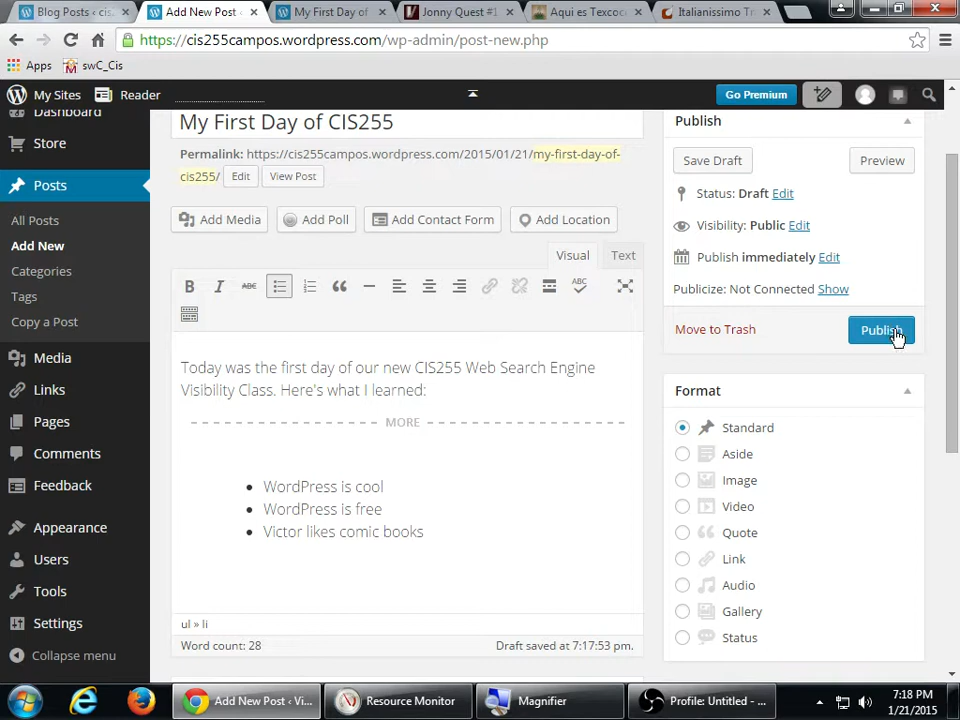 Blog Posts ‹ cis
Add New Post ‹
My First Day of
Jonny Quest #1
Aqui es Texcoco
Italianissimo Tr
https://cis255campos.wordpress.com/wp-admin/post-new.php
Apps
swC_Cis
My Sites
Reader
Go Premium
Dashboard
Store
Posts
All Posts
Add New
Categories
Tags
Copy a Post
Media
Links
Pages
Comments
Feedback
Appearance
Users
Tools
Settings
Collapse menu
My First Day of CIS255
Permalink: https://cis255campos.wordpress.com/2015/01/21/my-first-day-of-
cis255/ Edit View Post
Add Media Add Poll Add Contact Form Add Location
Visual Text
B I ABC ABC
Today was the first day of our new CIS255 Web Search Engine
Visibility Class. Here's what I learned:
MORE
WordPress is cool
WordPress is free
Victor likes comic books
ul » li
Word count: 28 Draft saved at 7:17:53 pm.
Publish
Save Draft Preview
Status: Draft Edit
Visibility: Public Edit
Publish immediately Edit
Publicize: Not Connected Show
Move to Trash Publish
Format
Standard
Aside
Image
Video
Quote
Link
Audio
Gallery
Status
Add New Post ‹ Vi...
Resource Monitor
Magnifier
Profile: Untitled - ...
7:18 PM
1/21/2015